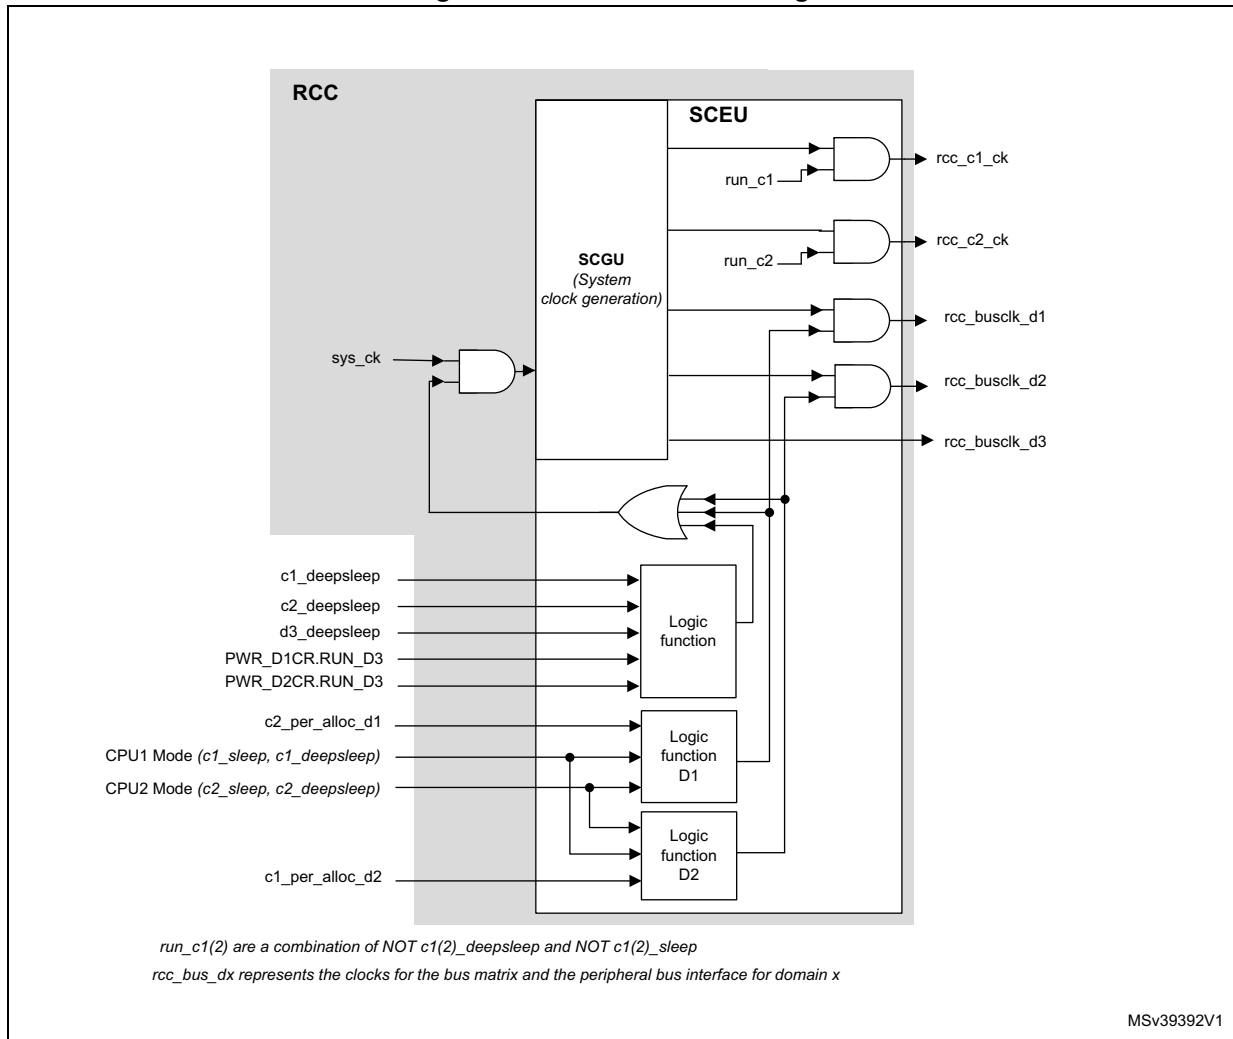 RCC
SCEU
rcc_c1_ck
run_c1
rcc_c2_ck
run_c2
SCGU
(System
clock generation)
rcc_busclk_d1
sys_ck
rcc_busclk_d2
rcc_busclk_d3
c1_deepsleep
c2_deepsleep
d3_deepsleep
PWR_D1CR.RUN_D3
PWR_D2CR.RUN_D3
Logic
function
c2_per_alloc_d1
CPU1 Mode (c1_sleep, c1_deepsleep)
CPU2 Mode (c2_sleep, c2_deepsleep)
Logic
function
D1
Logic
function
D2
c1_per_alloc_d2
run_c1(2) are a combination of NOT c1(2)_deepsleep and NOT c1(2)_sleep
rcc_bus_dx represents the clocks for the bus matrix and the peripheral bus interface for domain x
MSv39392V1